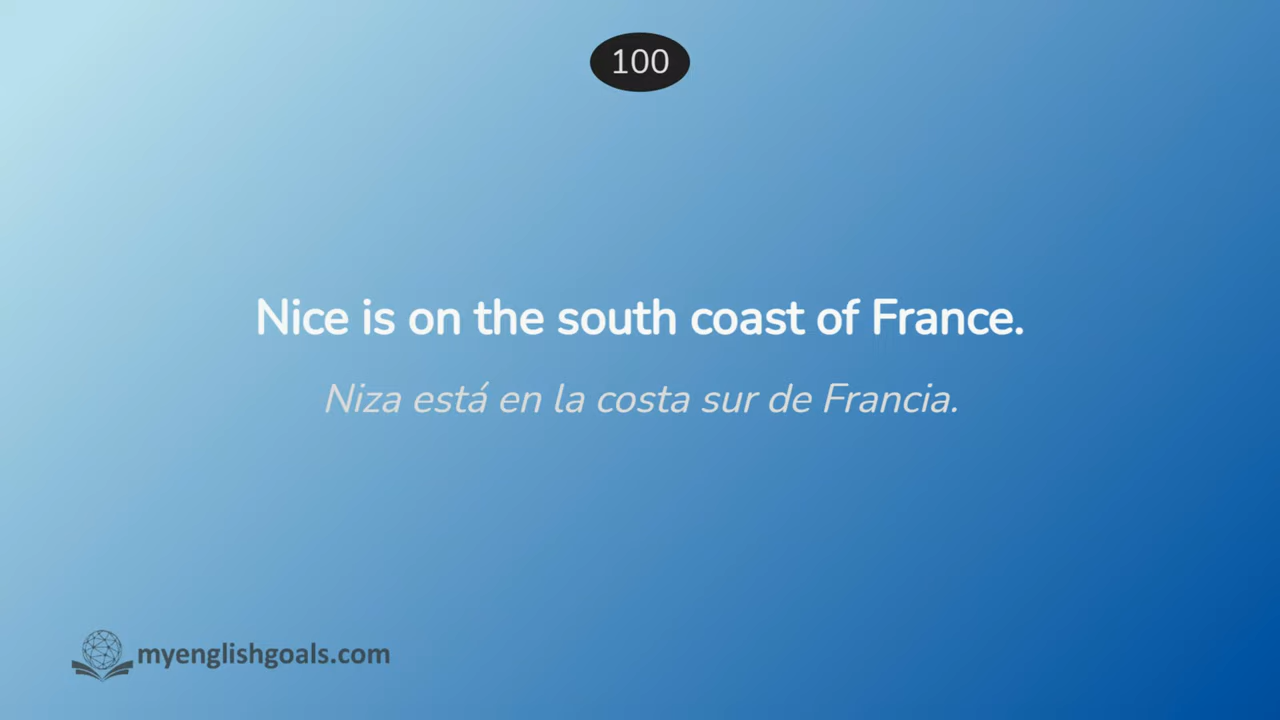 100
Nice is on the south coast of France.
Niza está en la costa sur de Francia.
myenglishgoals.com